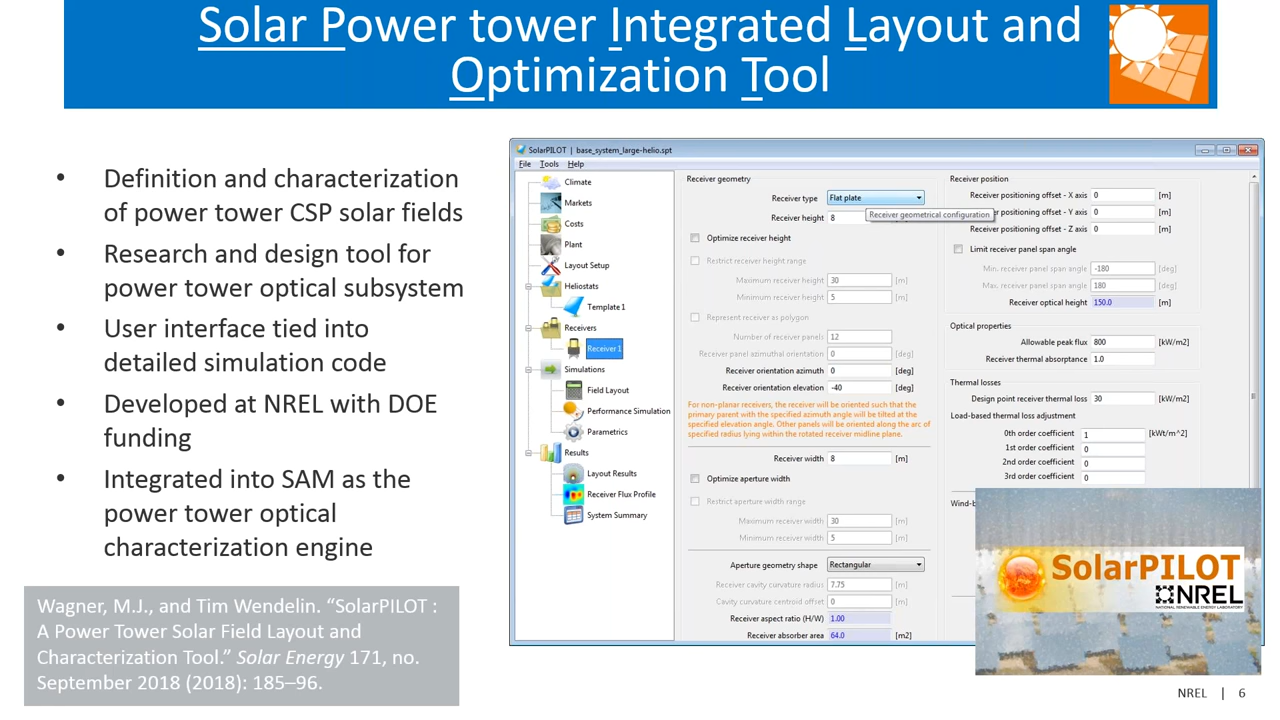 Solar Power tower Integrated Layout and
Optimization Tool
• Definition and characterization
of power tower CSP solar fields
• Research and design tool for
power tower optical subsystem
• User interface tied into
detailed simulation code
• Developed at NREL with DOE
funding
• Integrated into SAM as the
power tower optical
characterization engine
Wagner, M.J., and Tim Wendelin. “SolarPILOT :
A Power Tower Solar Field Layout and
Characterization Tool.” Solar Energy 171, no.
September 2018 (2018): 185–96.
SolarPILOT | base_system_large-helio.spt
File Tools Help
Climate
Markets
Costs
Plant
Layout Setup
Heliostats
Template 1
Receivers
Receiver 1
Simulations
Field Layout
Performance Simulation
Parametrics
Results
Layout Results
Receiver Flux Profile
System Summary
Receiver geometry
Receiver type Flat plate
Receiver height 8
Receiver geometrical configuration
Optimize receiver height
Restrict receiver height range
Maximum receiver height 30 [m]
Minimum receiver height 5 [m]
Represent receiver as polygon
Number of receiver panels 12
Receiver panel azimuthal orientation 0 [deg]
Receiver orientation azimuth 0 [deg]
Receiver orientation elevation -40 [deg]
For non-planar receivers, the receiver will be oriented such that the
primary parent with the specified azimuth angle will be tilted at the
specified elevation angle. Other panels will be oriented along the arc of
specified radius lying within the rotated receiver midline plane.
Receiver width 8 [m]
Optimize aperture width
Restrict aperture width range
Maximum receiver width 30 [m]
Minimum receiver width 5 [m]
Aperture geometry shape Rectangular
Receiver cavity curvature radius 7.75 [m]
Cavity curvature centroid offset 0 [m]
Receiver aspect ratio (H/W) 1.00
Receiver absorber area 64.0 [m2]
Receiver position
Receiver positioning offset - X axis 0 [m]
Receiver positioning offset - Y axis 0 [m]
Receiver positioning offset - Z axis 0 [m]
Limit receiver panel span angle
Min. receiver panel span angle -180 [deg]
Max. receiver panel span angle 180 [deg]
Receiver optical height 150.0 [m]
Optical properties
Allowable peak flux 800 [kW/m2]
Receiver thermal absorptance 1.0
Thermal losses
Design point receiver thermal loss 30 [kW/m2]
Load-based thermal loss adjustment
0th order coefficient 1 [kWt/m^2]
1st order coefficient 0
2nd order coefficient 0
3rd order coefficient 0
Wind-b
SolarPILOT
NREL
NATIONAL RENEWABLE ENERGY LABORATORY
NREL | 6